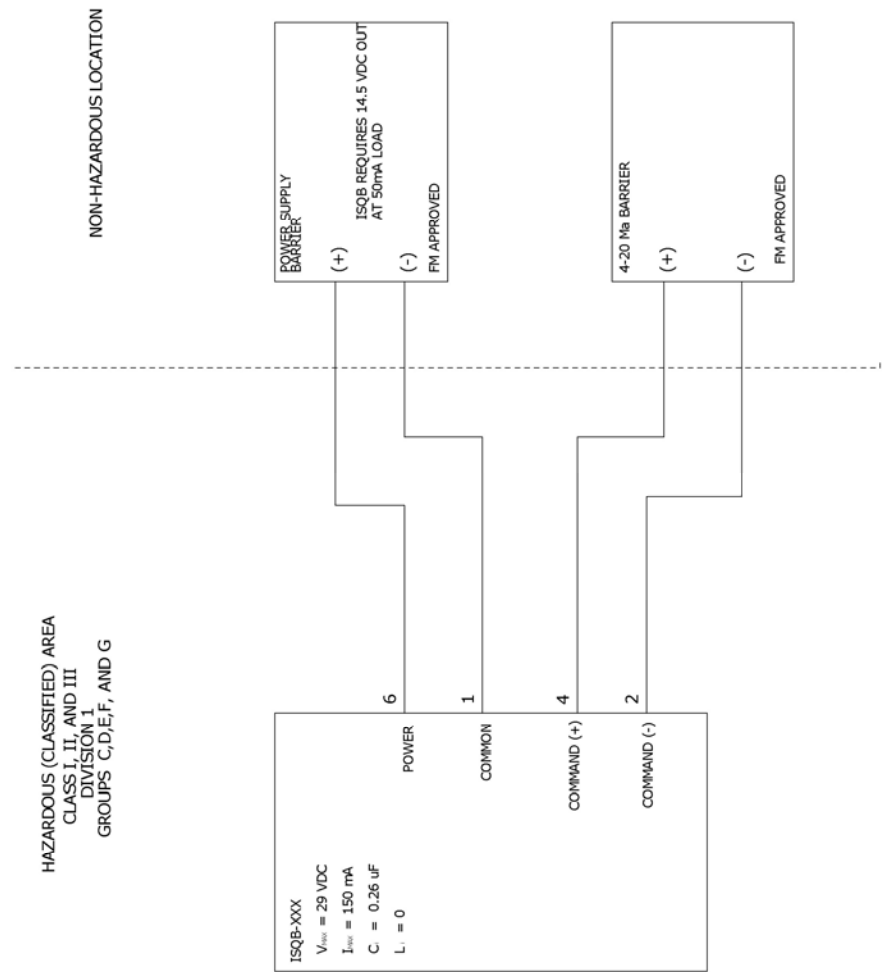 NON-HAZARDOUS LOCATION
POWER SUPPLY
BARRIER
(+)
ISQB REQUIRES 14.5 VDC OUT
AT 50mA LOAD
(-)
FM APPROVED
4-20 Ma BARRIER
(+)
(-)
FM APPROVED
HAZARDOUS (CLASSIFIED) AREA
CLASS I, II, AND III
DIVISION 1
GROUPS C,D,E,F, AND G
ISQB-XXX
VMAX = 29 VDC
IMAX = 150 mA
Ci = 0.26 uF
Li = 0
POWER
6
COMMON
1
COMMAND (+)
4
COMMAND (-)
2